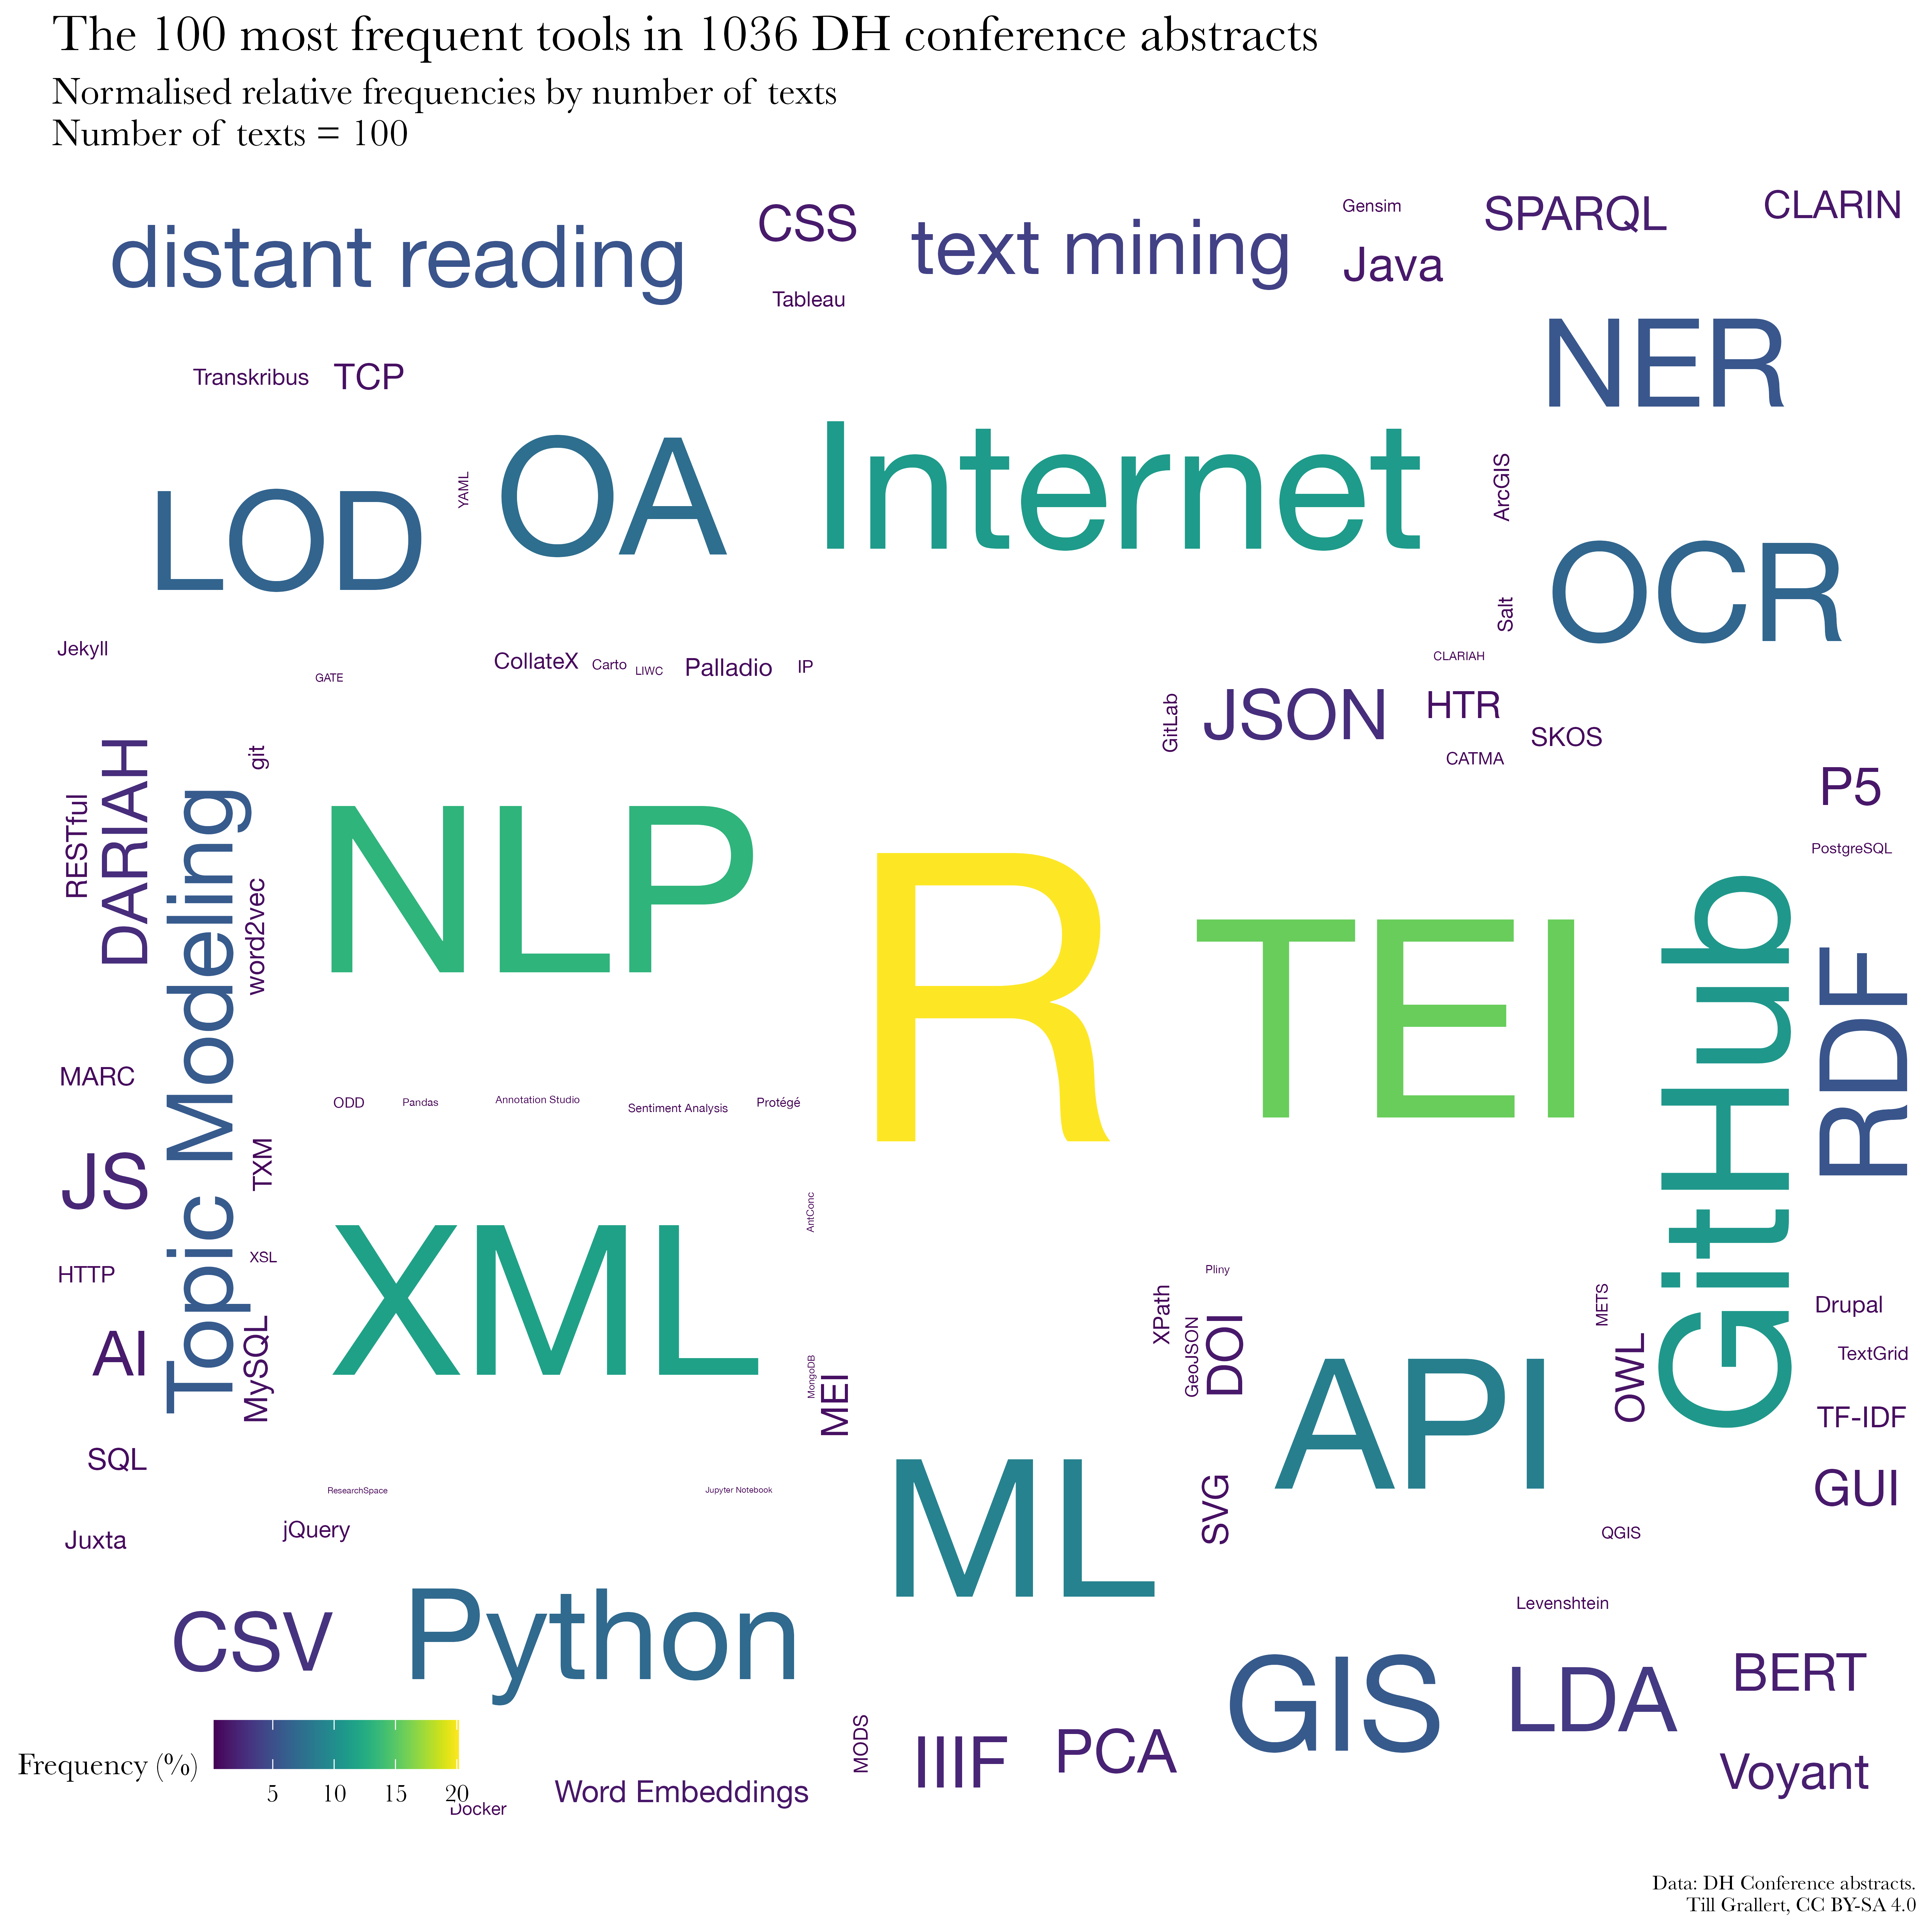 The 100 most frequent tools in 1036 DH conference abstracts
Normalised relative frequencies by number of texts
Number of texts = 100
distant reading
CSS
text mining
Gensim
SPARQL
CLARIN
Java
Tableau
NER
Transkribus
TCP
LOD
YAML
OA
Internet
ArcGIS
OCR
Salt
Jekyll
GATE
CollateX
Carto
LIWC
Palladio
IP
CLARIAH
GitLab
JSON
HTR
SKOS
CATMA
RESTful
DARIAH
Topic Modeling
git
word2vec
NLP
R
TEI
GitHub
P5
PostgreSQL
RDF
MARC
ODD
Pandas
Annotation Studio
Sentiment Analysis
Protégé
JS
TXM
XML
AntConc
HTTP
XSL
AI
MySQL
MongoDB
MEI
Pliny
XPath
GeoJSON
DOI
API
METS
OWL
Drupal
TextGrid
TF-IDF
SQL
GUI
ResearchSpace
Jupyter Notebook
ML
SVG
QGIS
Juxta
jQuery
CSV
Python
Levenshtein
GIS
LDA
BERT
MODS
IIIF
PCA
Voyant
Frequency (%)
5 10 15 20
Docker
Word Embeddings
Data: DH Conference abstracts.
Till Grallert, CC BY-SA 4.0